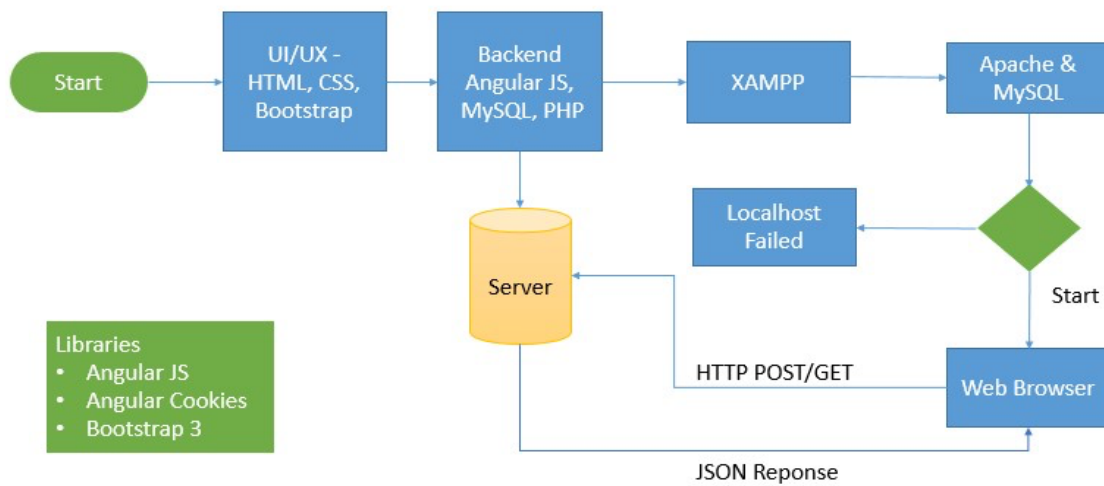 Start
UI/UX -
HTML, CSS,
Bootstrap
Backend
Angular JS,
MySQL, PHP
XAMPP
Apache &
MySQL
Localhost
Failed
Server
Start
Libraries
• Angular JS
• Angular Cookies
• Bootstrap 3
HTTP POST/GET
Web Browser
JSON Reponse